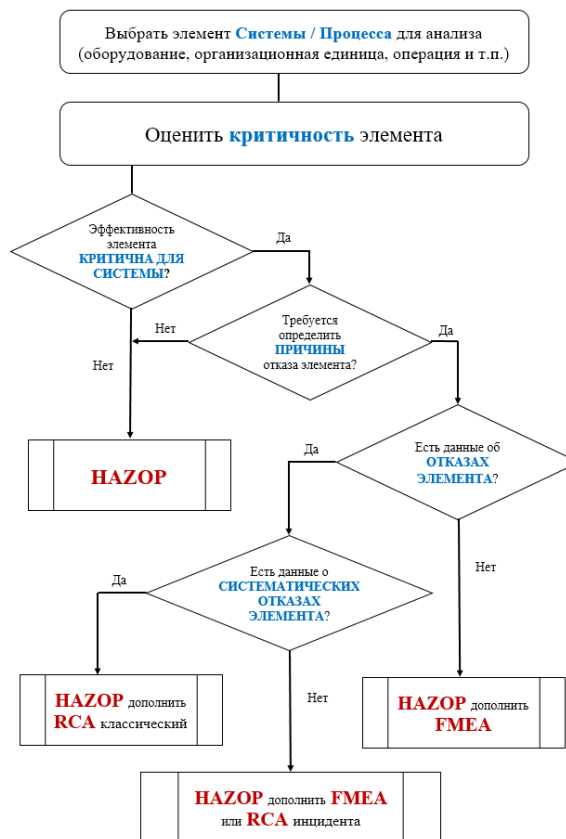 Выбрать элемент Системы / Процесса для анализа
(оборудование, организационная единица, операция и т.п.)
Оценить критичность элемента
Эффективность
элемента
КРИТИЧНА ДЛЯ
СИСТЕМЫ?
Да
Требуется
определить
ПРИЧИНЫ
отказа элемента?
Нет
Да
Нет
HAZOP
Есть данные об
ОТКАЗАХ
ЭЛЕМЕНТА?
Да
Нет
Есть данные о
СИСТЕМАТИЧЕСКИХ
ОТКАЗАХ
ЭЛЕМЕНТА?
Да
Нет
HAZOP дополнить
RCA классический
HAZOP дополнить
FMEA
HAZOP дополнить FMEA
или RCA инцидента